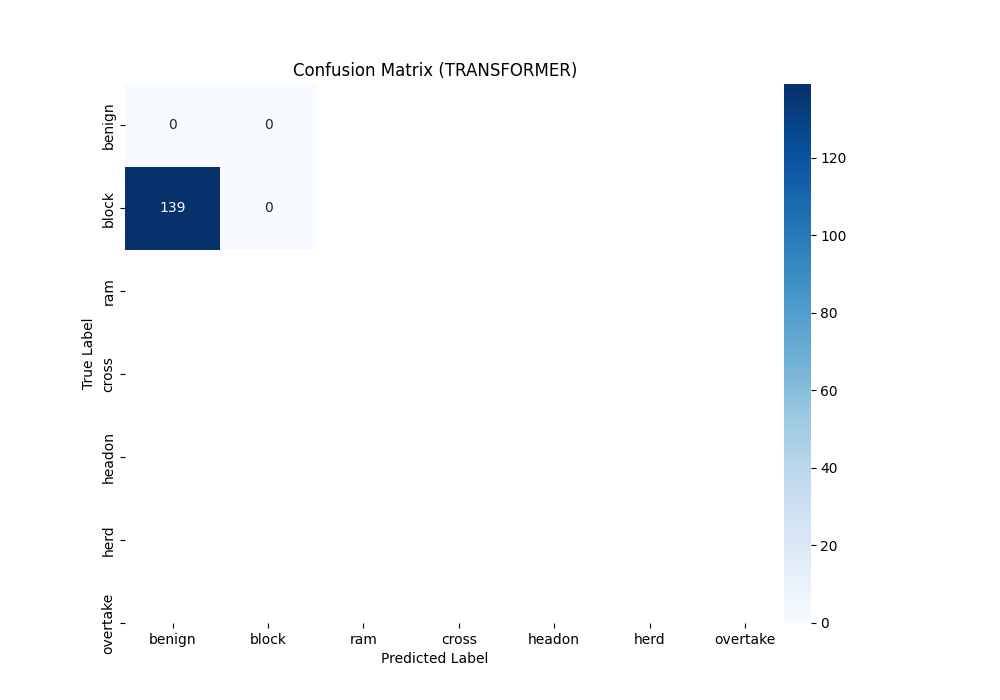 Confusion Matrix (TRANSFORMER)
True Label
benign
block
ram
cross
headon
herd
overtake
0 0
139 0
benign block ram cross headon herd overtake
Predicted Label
120
100
80
60
40
20
0